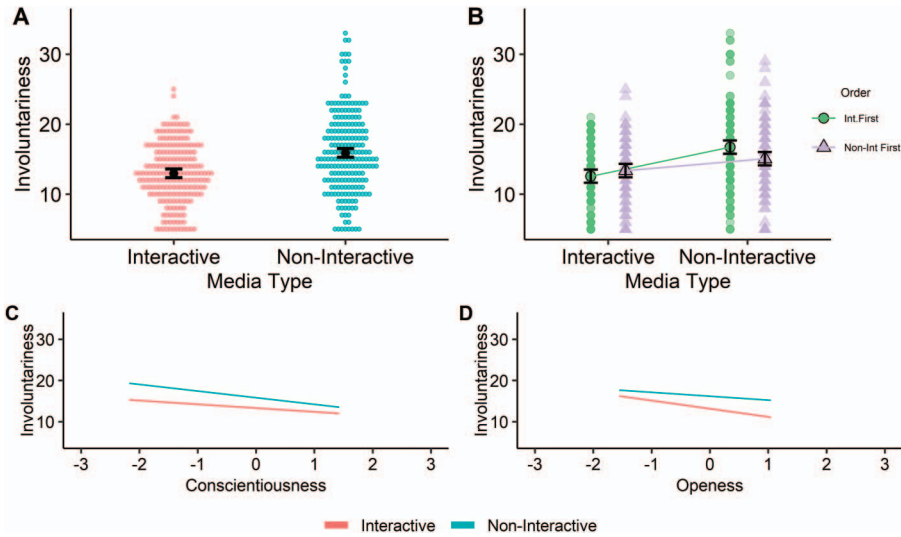 A
Involuntariness
30
20
10
Interactive
Non-Interactive
Media Type
B
Involuntariness
30
20
10
Interactive
Non-Interactive
Media Type
Order
Int.First
Non-Int First
C
Involuntariness
30
20
10
-3
-2
-1
0
1
2
3
Conscientiousness
D
Involuntariness
30
20
10
-3
-2
-1
0
1
2
3
Openess
Interactive
Non-Interactive